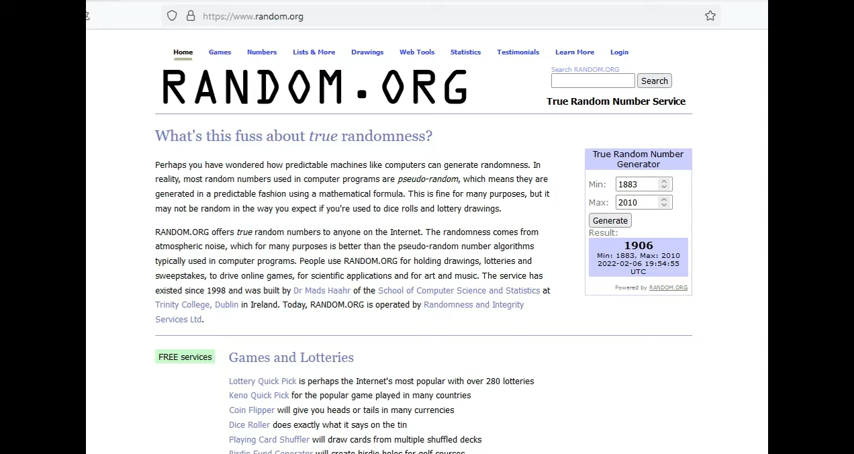 https://www.random.org
Home Games Numbers Lists & More Drawings Web Tools Statistics Testimonials Learn More Login
RANDOM.ORG
Search RANDOM.ORG
Search
True Random Number Service
What's this fuss about true randomness?
Perhaps you have wondered how predictable machines like computers can generate randomness. In
reality, most random numbers used in computer programs are pseudo-random, which means they are
generated in a predictable fashion using a mathematical formula. This is fine for many purposes, but it
may not be random in the way you expect if you're used to dice rolls and lottery drawings.
RANDOM.ORG offers true random numbers to anyone on the Internet. The randomness comes from
atmospheric noise, which for many purposes is better than the pseudo-random number algorithms
typically used in computer programs. People use RANDOM.ORG for holding drawings, lotteries and
sweepstakes, to drive online games, for scientific applications and for art and music. The service has
existed since 1998 and was built by Dr Mads Haahr of the School of Computer Science and Statistics at
Trinity College, Dublin in Ireland. Today, RANDOM.ORG is operated by Randomness and Integrity
Services Ltd.
True Random Number
Generator
Min: 1883
Max: 2010
Generate
Result:
1906
Min: 1883, Max: 2010
2022-02-06 19:54:55
UTC
Powered by RANDOM.ORG
FREE services
Games and Lotteries
Lottery Quick Pick is perhaps the Internet's most popular with over 280 lotteries
Keno Quick Pick for the popular game played in many countries
Coin Flipper will give you heads or tails in many currencies
Dice Roller does exactly what it says on the tin
Playing Card Shuffler will draw cards from multiple shuffled decks
Birdie Fund Generator will create birdie holes for golf courses